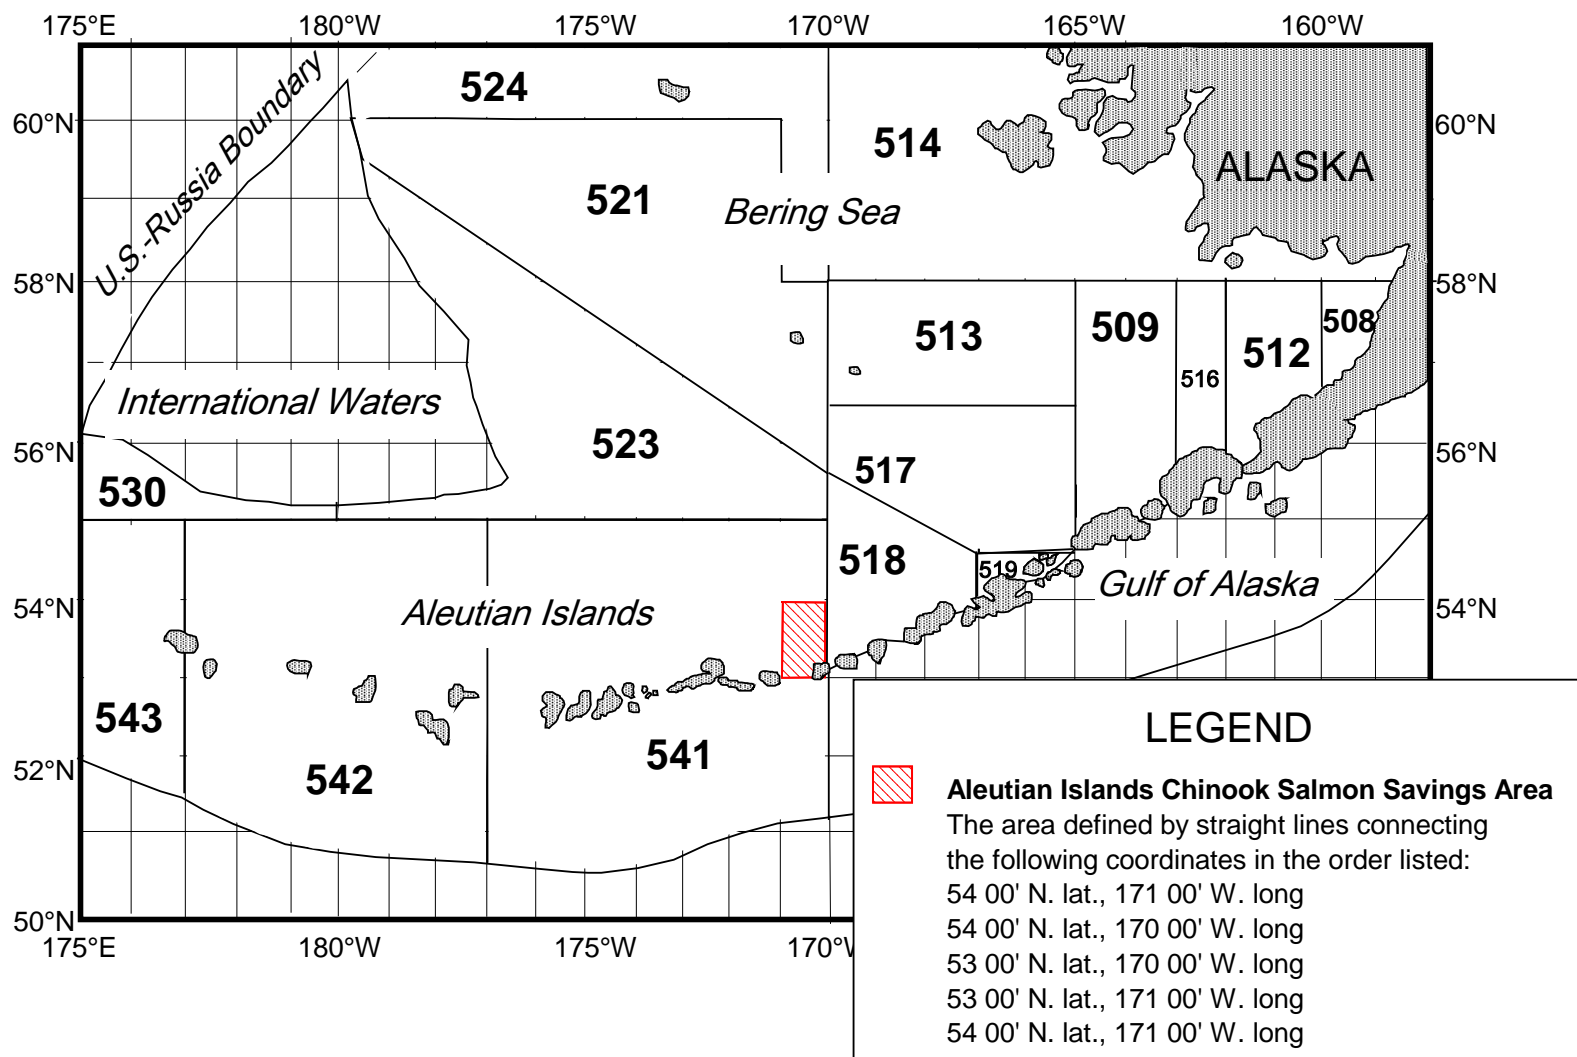 175°E 180°W 175°W 170°W 165°W 160°W
U.S.-Russia Boundary
524
60°N
60°N
514
ALASKA
521
Bering Sea
58°N
58°N
513
509
516
512
508
International Waters
523
56°N
56°N
517
530
518
519
Gulf of Alaska
54°N
54°N
Aleutian Islands
543
542
541
52°N
50°N
175°E 180°W 175°W 170°W
LEGEND
Aleutian Islands Chinook Salmon Savings Area
The area defined by straight lines connecting
the following coordinates in the order listed:
54 00' N. lat., 171 00' W. long
54 00' N. lat., 170 00' W. long
53 00' N. lat., 170 00' W. long
53 00' N. lat., 171 00' W. long
54 00' N. lat., 171 00' W. long